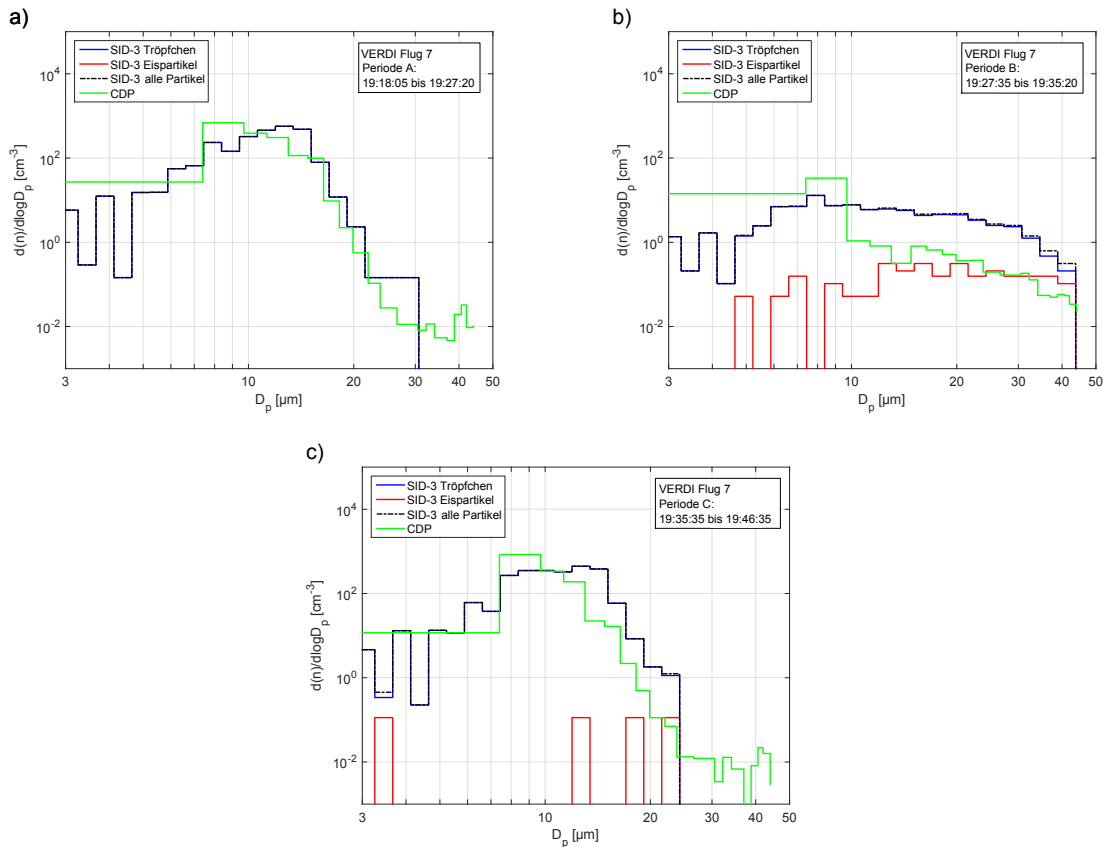 a)
SID-3 Tröpfchen
SID-3 Eispartikel
SID-3 alle Partikel
CDP
VERDI Flug 7
Periode A:
19:18:05 bis 19:27:20
d(n)/dlogD_p [cm^-3]
10^4
10^2
10^0
10^-2
3
10
20
30
40
50
D_p [µm]
b)
SID-3 Tröpfchen
SID-3 Eispartikel
SID-3 alle Partikel
CDP
VERDI Flug 7
Periode B:
19:27:35 bis 19:35:20
d(n)/dlogD_p [cm^-3]
10^4
10^2
10^0
10^-2
3
10
20
30
40
50
D_p [µm]
c)
SID-3 Tröpfchen
SID-3 Eispartikel
SID-3 alle Partikel
CDP
VERDI Flug 7
Periode C:
19:35:35 bis 19:46:35
d(n)/dlogD_p [cm^-3]
10^4
10^2
10^0
10^-2
3
10
20
30
40
50
D_p [µm]